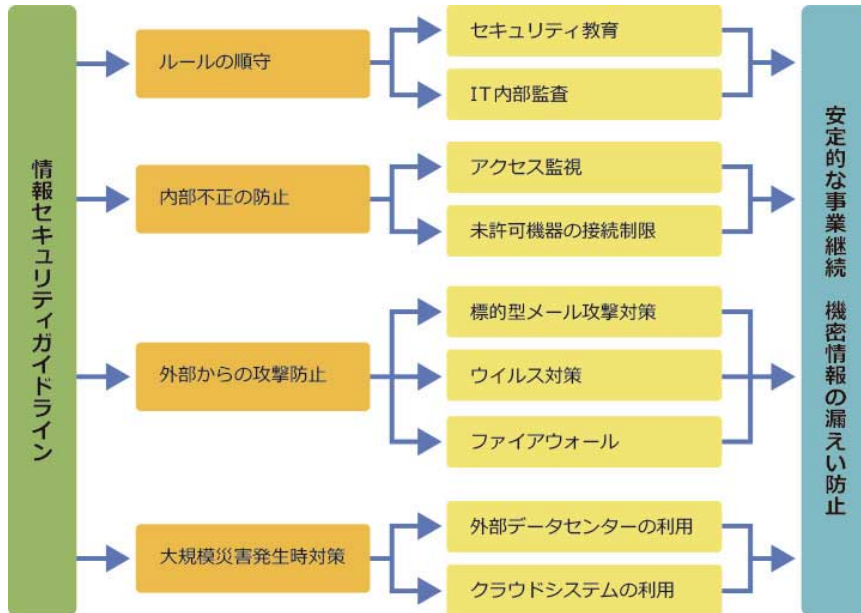 情報セキュリティガイドライン
ルールの順守
セキュリティ教育
IT内部監査
内部不正の防止
アクセス監視
未許可機器の接続制限
外部からの攻撃防止
標的型メール攻撃対策
ウイルス対策
ファイアウォール
大規模災害発生時対策
外部データセンターの利用
クラウドシステムの利用
安定的な事業継続　機密情報の漏えい防止